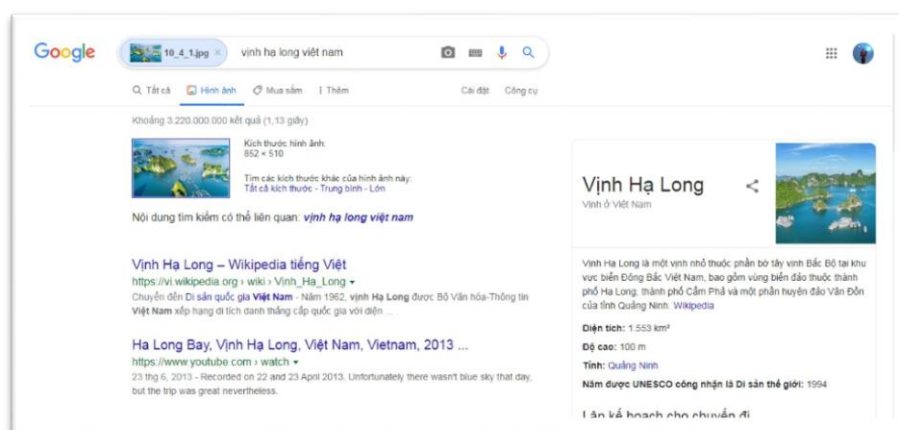 Google
10_4_1.jpg × vịnh hạ long việt nam
Tất cả Hình ảnh Mua sắm Thêm Cài đặt Công cụ
Khoảng 3.220.000.000 kết quả (1,13 giây)
Kích thước hình ảnh:
852 × 510
Tìm các kích thước khác của hình ảnh này:
Tất cả kích thước - Trung bình - Lớn
Nội dung tìm kiếm có thể liên quan: vịnh hạ long việt nam
Vịnh Hạ Long – Wikipedia tiếng Việt
https://vi.wikipedia.org › wiki › Vịnh_Hạ_Long
Chuyển đến Di sản quốc gia Việt Nam - Năm 1962, vịnh Hạ Long được Bộ Văn hóa-Thông tin
Việt Nam xếp hạng di tích danh thắng cấp quốc gia với diện ...
Ha Long Bay, Vịnh Hạ Long, Việt Nam, Vietnam, 2013 ...
https://www.youtube.com › watch
23 thg 6, 2013 - Recorded on 22 and 23 April 2013. Unfortunately there wasn't blue sky that day,
but the trip was great nevertheless.
Vịnh Hạ Long
Vịnh ở Việt Nam
Vịnh Hạ Long là một vịnh nhỏ thuộc phần bờ tây vịnh Bắc Bộ tại khu
vực biển Đông Bắc Việt Nam, bao gồm vùng biển đảo thuộc thành
phố Hạ Long, thành phố Cẩm Phả và một phần huyện đảo Vân Đồn
của tỉnh Quảng Ninh. Wikipedia
Diện tích: 1.553 km²
Độ cao: 100 m
Tỉnh: Quảng Ninh
Năm được UNESCO công nhận là Di sản thế giới: 1994
Lập kế hoạch cho chuyến đi